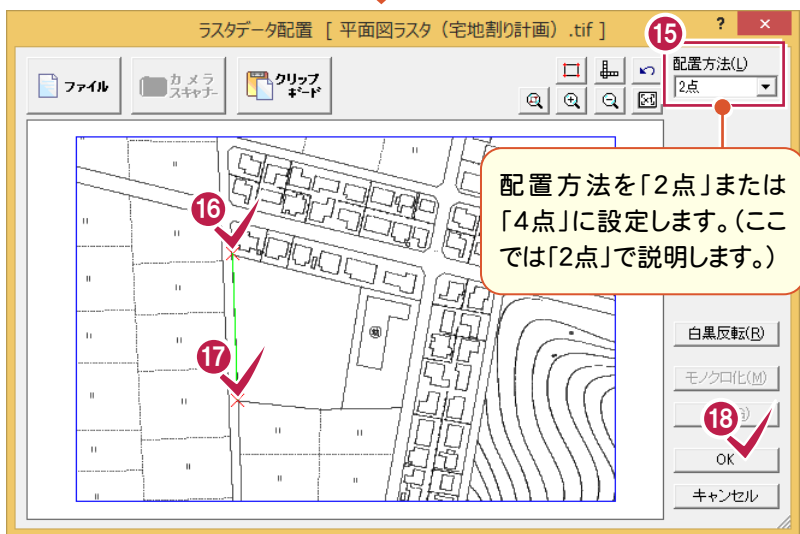 ラスタデータ配置 [ 平面図ラスタ（宅地割り計画）.tif ]
? ×
15
ファイル
カメラ
スキャナー
クリップ
ボード
配置方法(L)
2点
配置方法を「2点」または
「4点」に設定します。（ここ
では「2点」で説明します。）
16
17
白黒反転(R)
モノクロ化(M)
18
OK
キャンセル